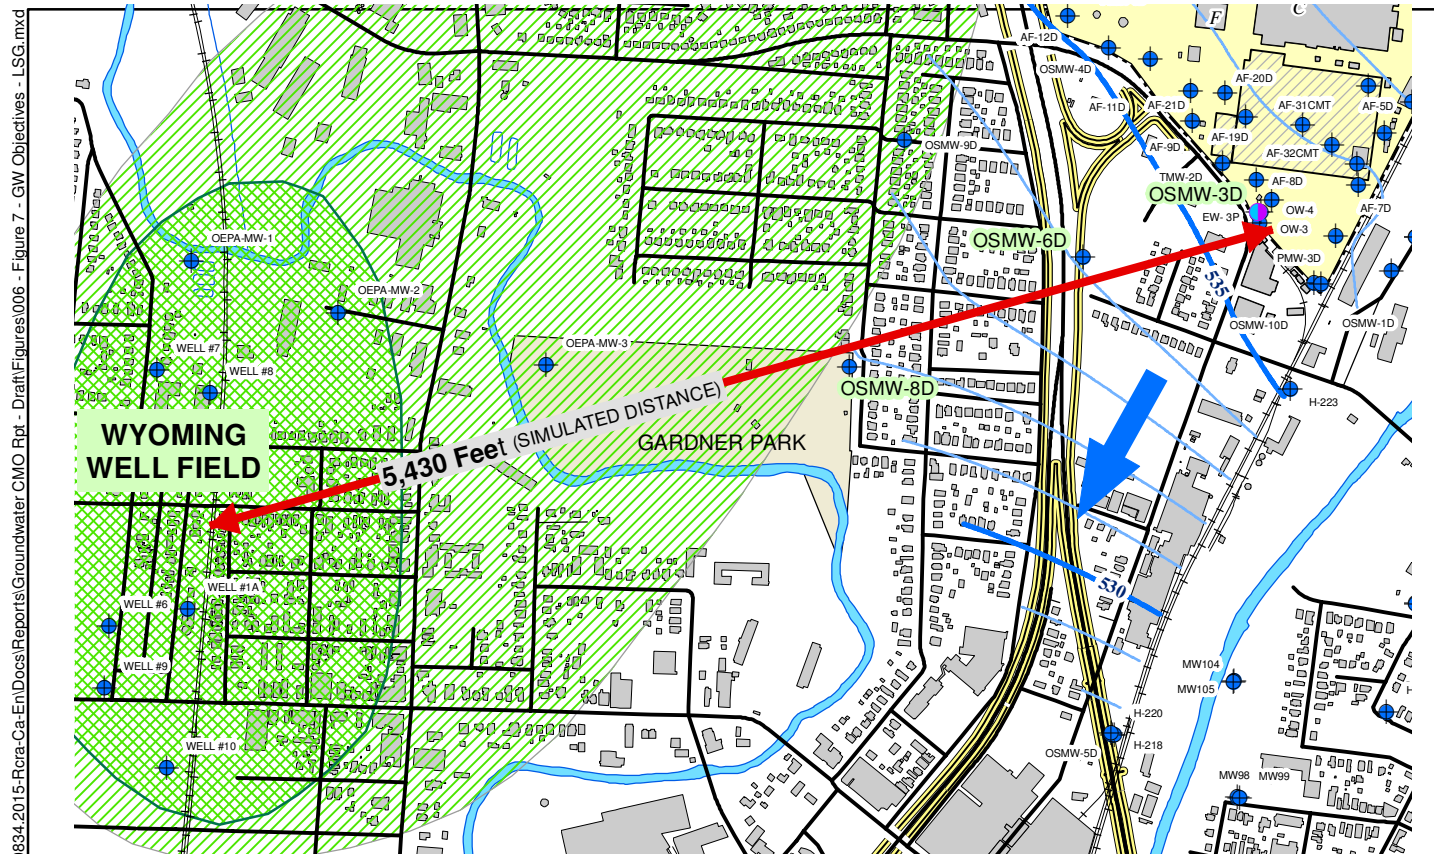 0834.2015-Rcra-Ca-En\Docs\Reports\Groundwater CMO Rpt - Draft\Figures\006 - Figure 7 - GW Objectives - LSG.mxd
F
C
AF-12D
OSMW-4D
AF-20D
AF-11D
AF-21D
AF-31CMT
AF-5D
AF-19D
OSMW-9D
AF-9D
AF-32CMT
TMW-2D
AF-8D
OSMW-3D
EW- 3P
OW-4
AF-7D
OW-3
OEPA-MW-1
OSMW-6D
PMW-3D
OEPA-MW-2
535
OSMW-10D
OSMW-1D
OEPA-MW-3
WELL #7
WELL #8
OSMW-8D
H-223
WYOMING
WELL FIELD
5,430 Feet (SIMULATED DISTANCE)
GARDNER PARK
WELL #1A
530
WELL #6
WELL #9
MW104
MW105
H-220
WELL #10
OSMW-5D
H-218
MW98
MW99